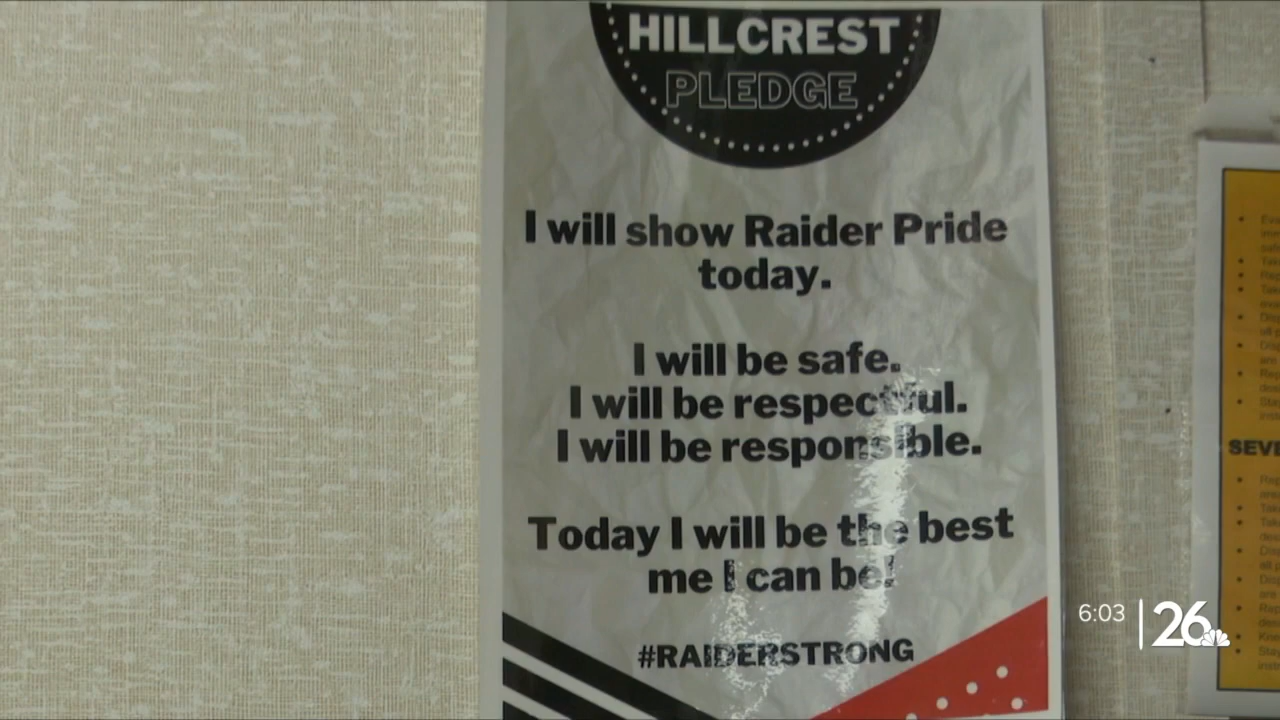 HILLCREST
PLEDGE
I will show Raider Pride
today.
I will be safe.
I will be respectful.
I will be responsible.
Today I will be the best
me I can be!
#RAIDERSTRONG
6:03
26
SEVE